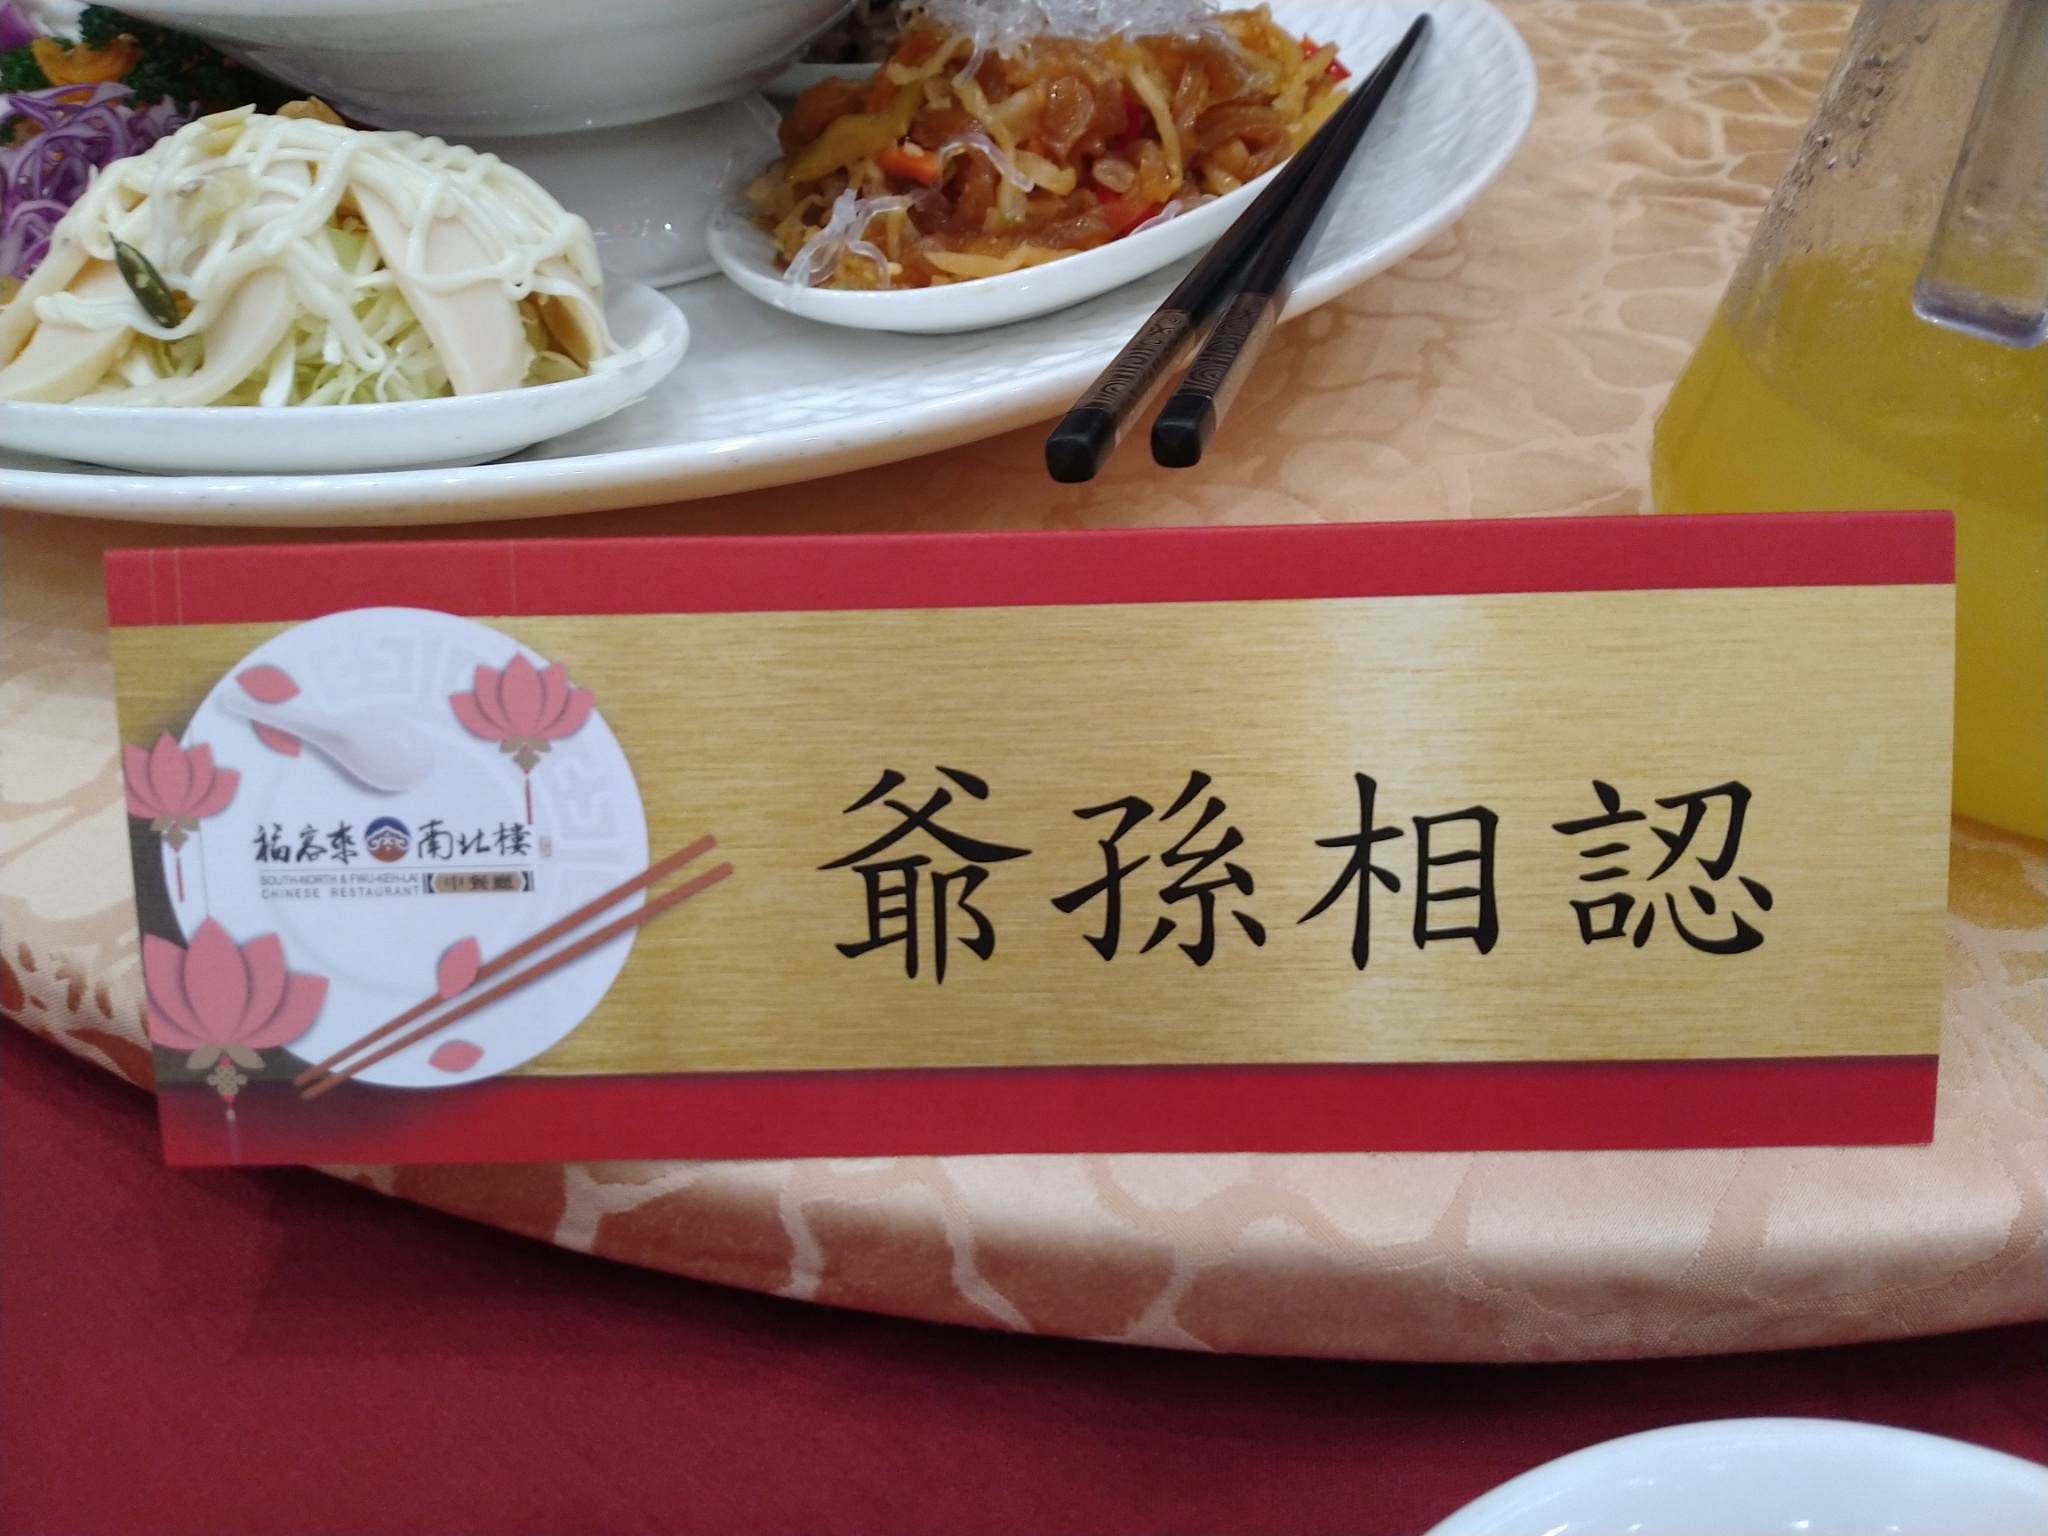 福客來 南北樓
SOUTH-NORTH & FWU-KEH-LAI
CHINESE RESTAURANT 中餐廳
爺孫相認